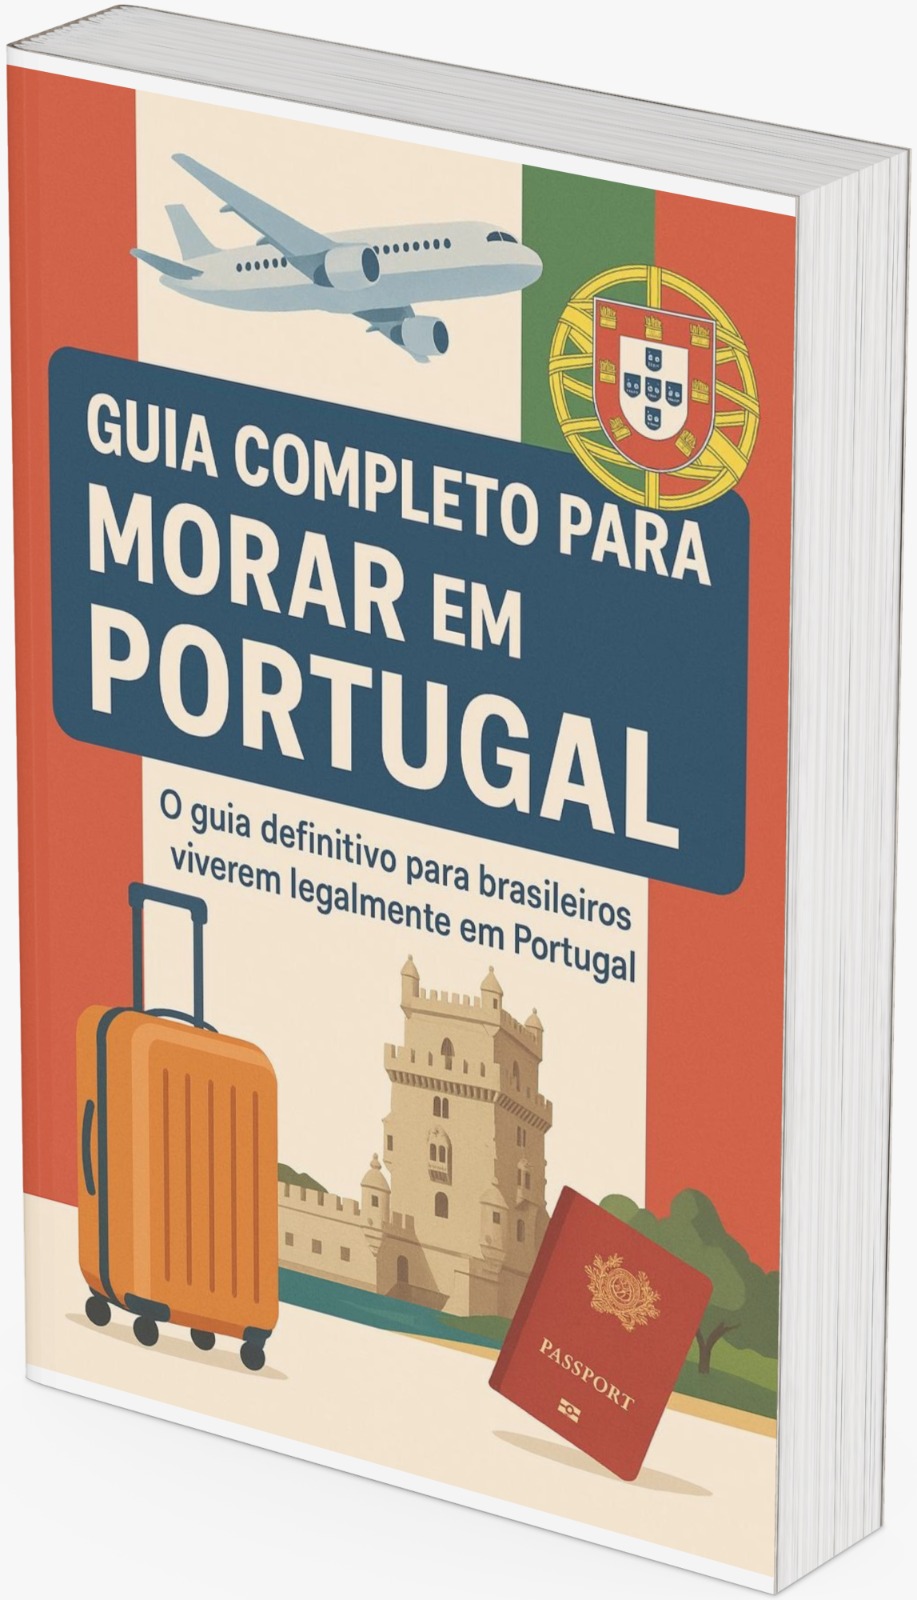 GUIA COMPLETO PARA
MORAR EM
PORTUGAL
O guia definitivo para brasileiros
viverem legalmente em Portugal
PASSPORT